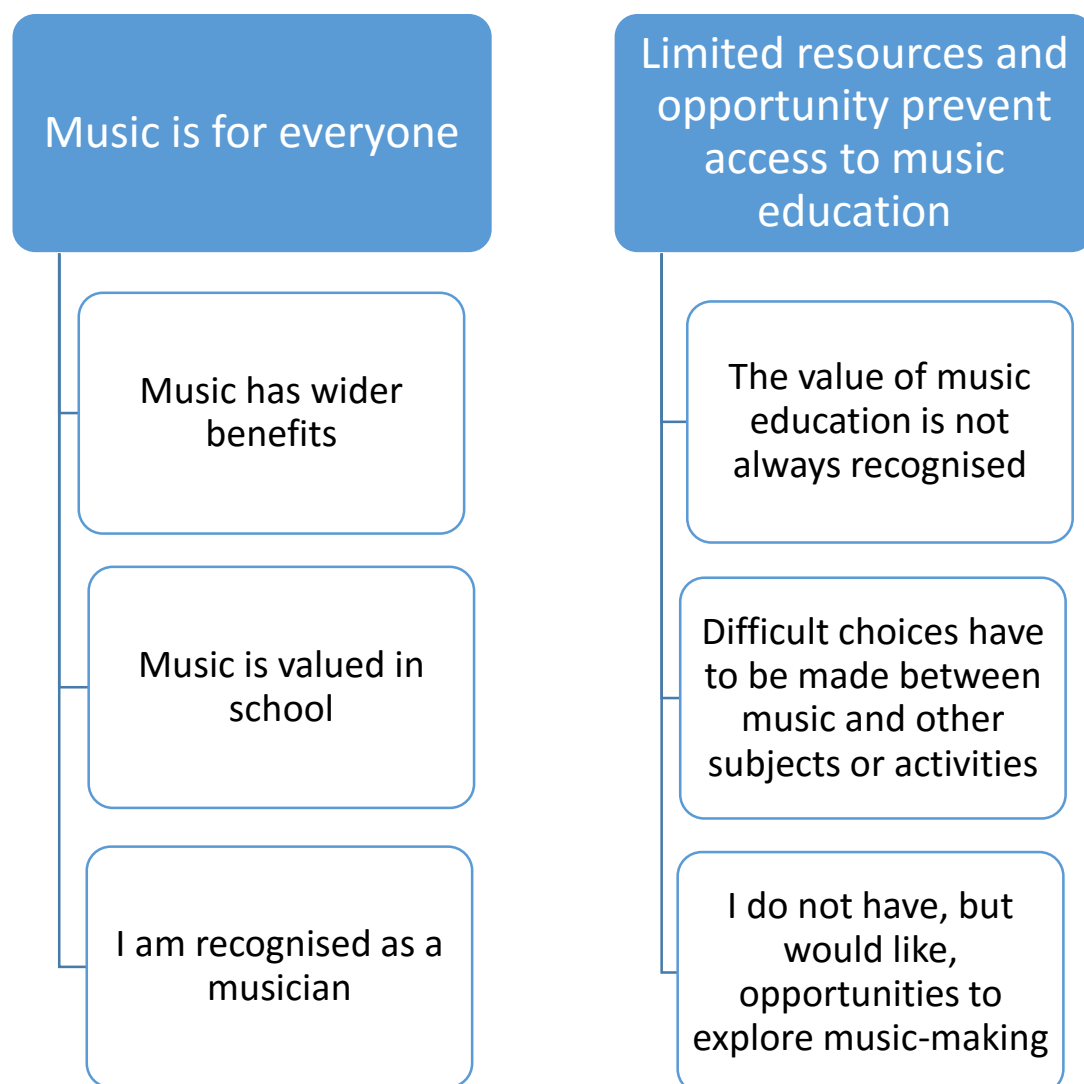 Music is for everyone
Music has wider
benefits
Music is valued in
school
I am recognised as a
musician
Limited resources and
opportunity prevent
access to music
education
The value of music
education is not
always recognised
Difficult choices have
to be made between
music and other
subjects or activities
I do not have, but
would like,
opportunities to
explore music-making